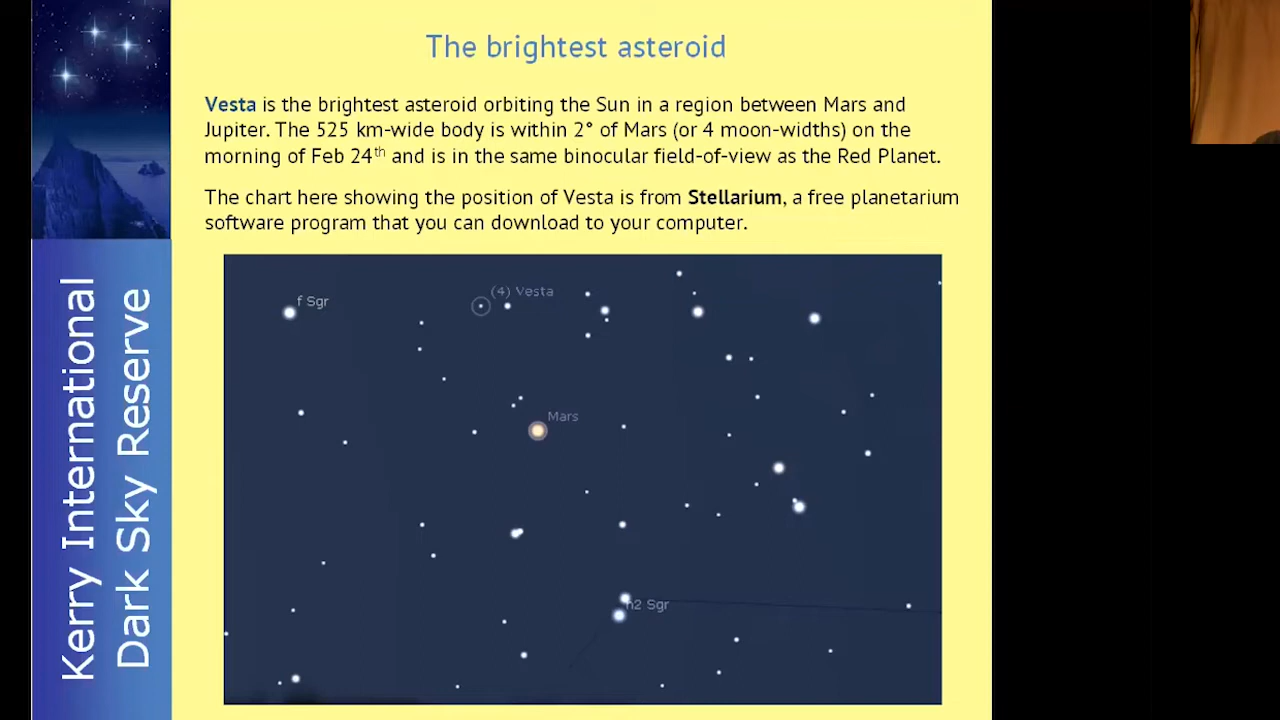 The brightest asteroid
Vesta is the brightest asteroid orbiting the Sun in a region between Mars and
Jupiter. The 525 km-wide body is within 2° of Mars (or 4 moon-widths) on the
morning of Feb 24th and is in the same binocular field-of-view as the Red Planet.
The chart here showing the position of Vesta is from Stellarium, a free planetarium
software program that you can download to your computer.
f Sgr
(4) Vesta
Mars
h2 Sgr
Kerry International
Dark Sky Reserve